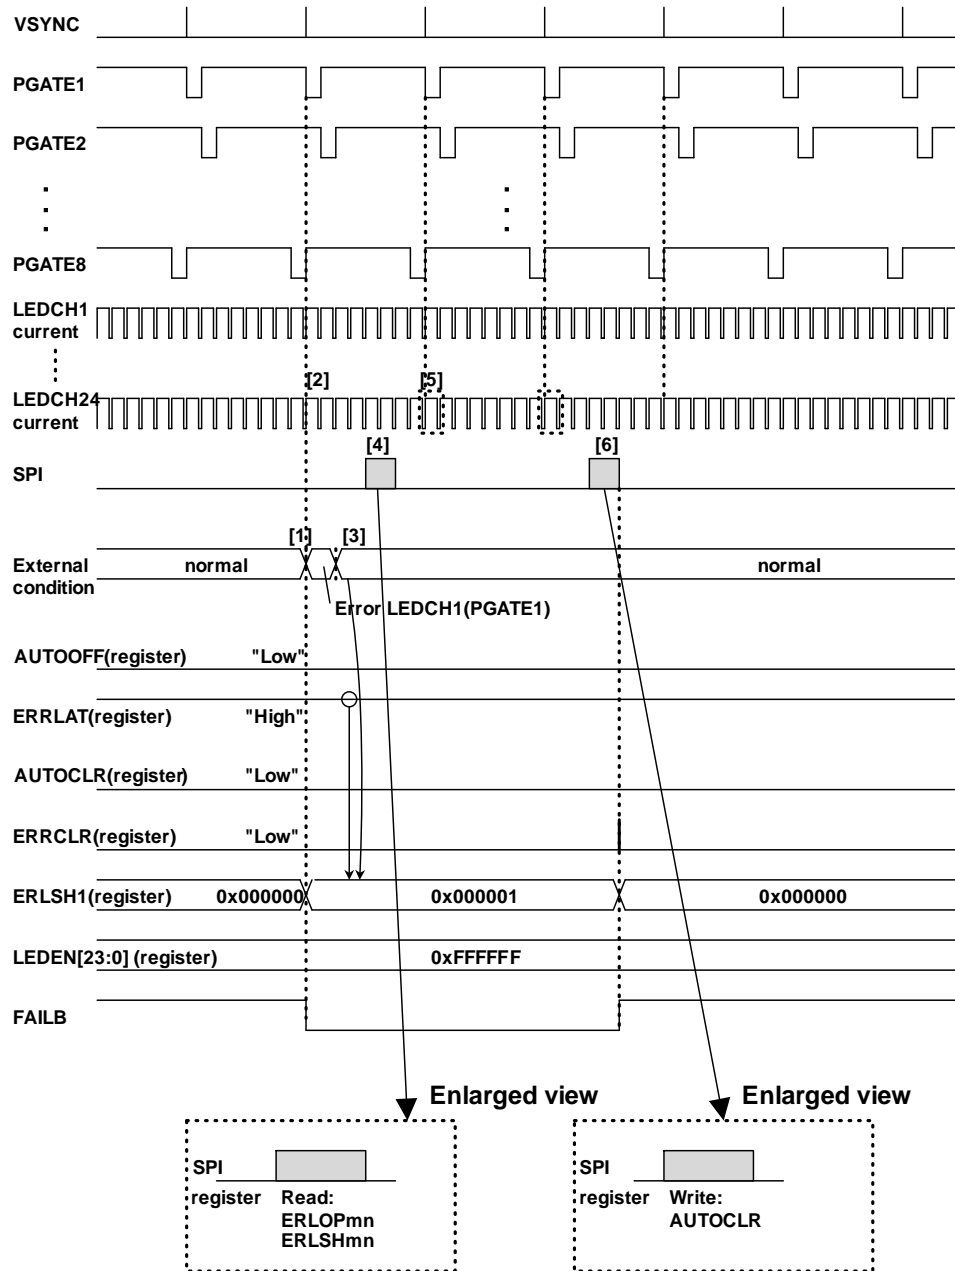 VSYNC
PGATE1
PGATE2
PGATE8
LEDCH1
current
[2] [5]
LEDCH24
current
[4] [6]
SPI
[1] [3]
External
condition
normal normal
Error LEDCH1(PGATE1)
AUTOOFF(register) "Low"
ERRLAT(register) "High"
AUTOCLR(register) "Low"
ERRCLR(register) "Low"
ERLSH1(register) 0x000000 0x000001 0x000000
LEDEN[23:0] (register) 0xFFFFFF
FAILB
Enlarged view Enlarged view
SPI
register Read:
ERLOPmn
ERLSHmn
SPI
register Write:
AUTOCLR